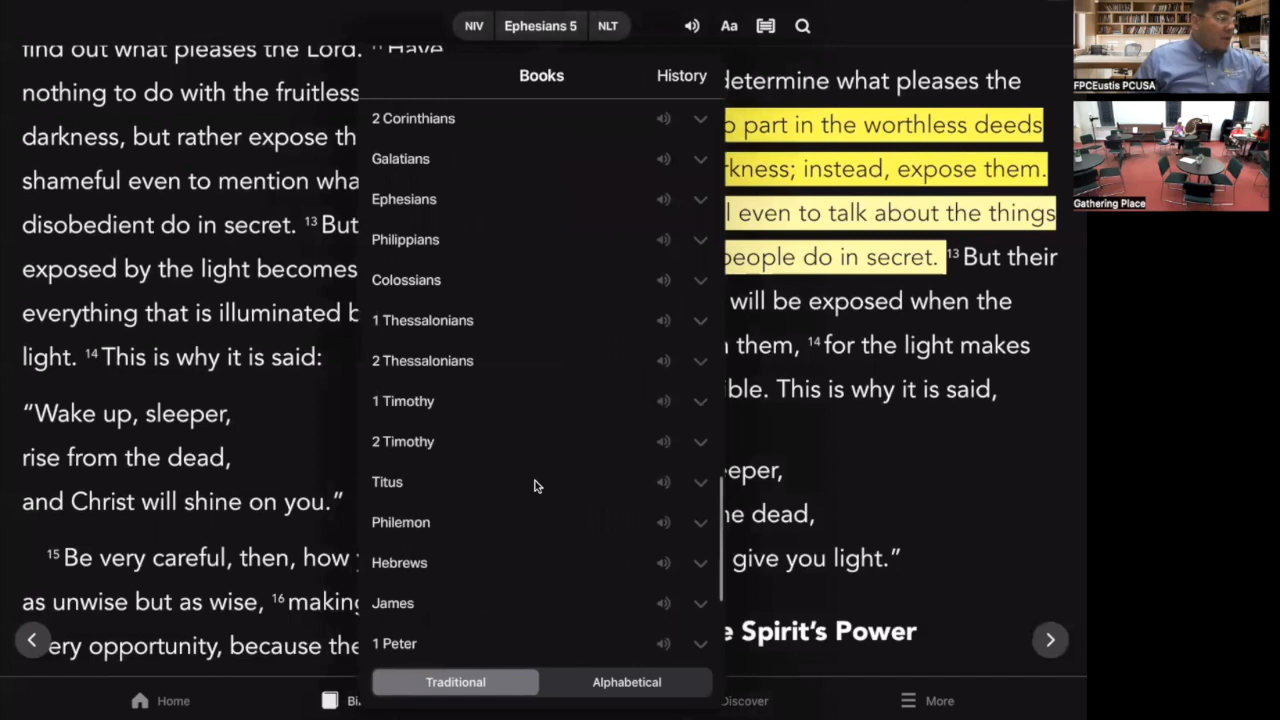 NIV Ephesians 5 NLT Aa
find out what pleases the Lord. 11 Have
nothing to do with the fruitless
darkness, but rather expose th
shameful even to mention wha
disobedient do in secret. 13 But
exposed by the light becomes
everything that is illuminated b
light. 14 This is why it is said:
“Wake up, sleeper,
rise from the dead,
and Christ will shine on you.”
15 Be very careful, then, how
as unwise but as wise, 16 making
ery opportunity, because the
Books History
2 Corinthians
Galatians
Ephesians
Philippians
Colossians
1 Thessalonians
2 Thessalonians
1 Timothy
2 Timothy
Titus
Philemon
Hebrews
James
1 Peter
Traditional Alphabetical
determine what pleases the
part in the worthless deeds
rkness; instead, expose them.
l even to talk about the things
people do in secret. 13 But their
will be exposed when the
them, 14 for the light makes
ible. This is why it is said,
eeper,
he dead,
give you light.”
e Spirit’s Power
Home Bi Discover More
FPCEustis PCUSA
Gathering Place